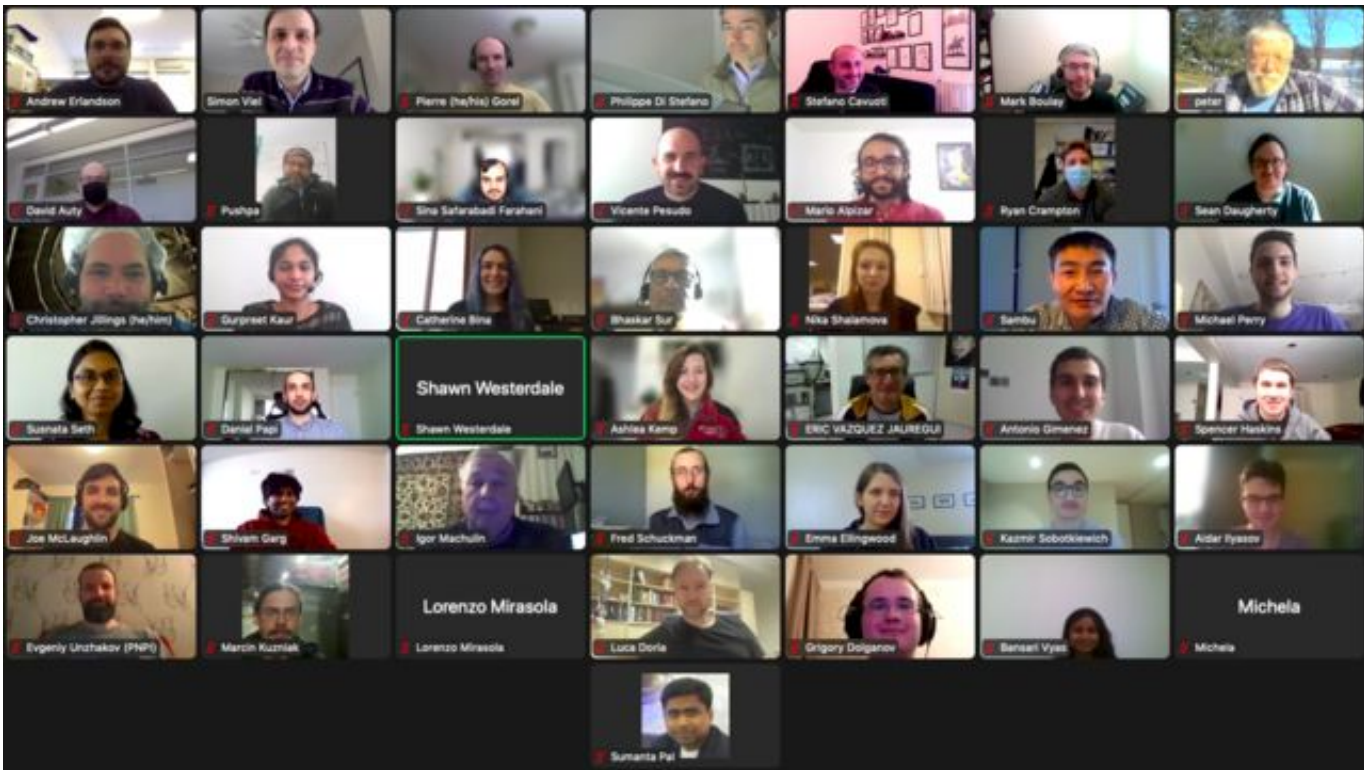 Andrew Erlandson
Simon Viel
Pierre (he/his) Gorel
Philippe Di Stefano
Stefano Cavuoti
Mark Boulay
peter
David Auty
Pushpa
Sina Safarabadi Farahani
Vicente Pesudo
Mario Alpizar
Ryan Crampton
Sean Daugherty
Christopher Jillings (he/him)
Gurpreet Kaur
Catherine Bina
Bhaskar Sur
Nika Shalamova
Sambu
Michael Perry
Susnata Seth
Danial Papi
Shawn Westerdale
Shawn Westerdale
Ashlea Kemp
ERIC VAZQUEZ JAUREGUI
Antonio Gimenez
Spencer Haskins
Joe McLaughlin
Shivam Garg
Igor Machulin
Fred Schuckman
Emma Ellingwood
Kazmir Sobotkiewich
Aidar Ilyasov
Evgeniy Unzhakov (PNPI)
Marcin Kuzniak
Lorenzo Mirasola
Lorenzo Mirasola
Luca Doria
Grigory Dolganov
Bansari Vyas
Michela
Michela
Sumanta Pal